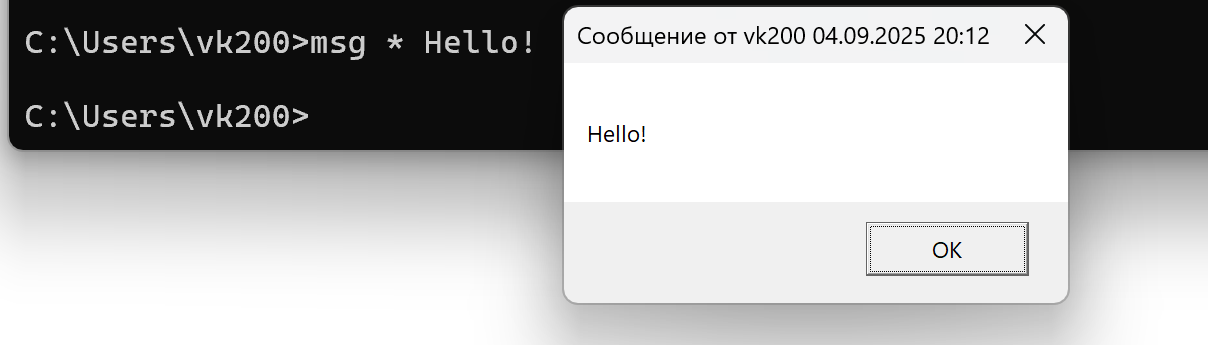 C:\Users\vk200>msg * Hello!
C:\Users\vk200>
Сообщение от vk200 04.09.2025 20:12
Hello!
OK